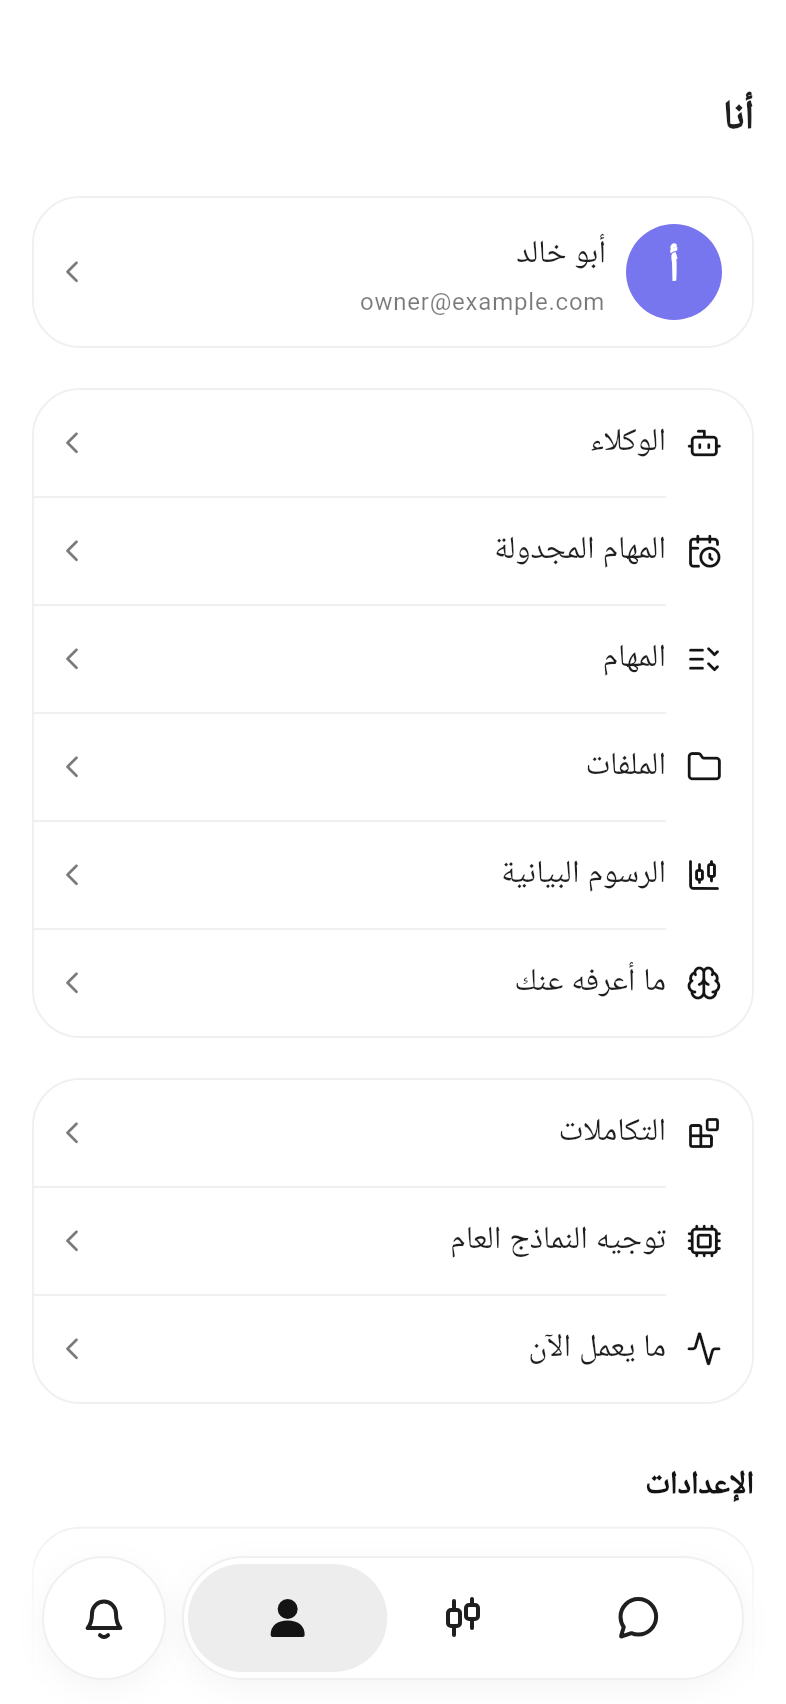 أنا
أ
أبو خالد
owner@example.com
الوكلاء
المهام المجدولة
المهام
الملفات
الرسوم البيانية
ما أعرفه عنك
التكاملات
توجيه النماذج العام
ما يعمل الآن
الإعدادات